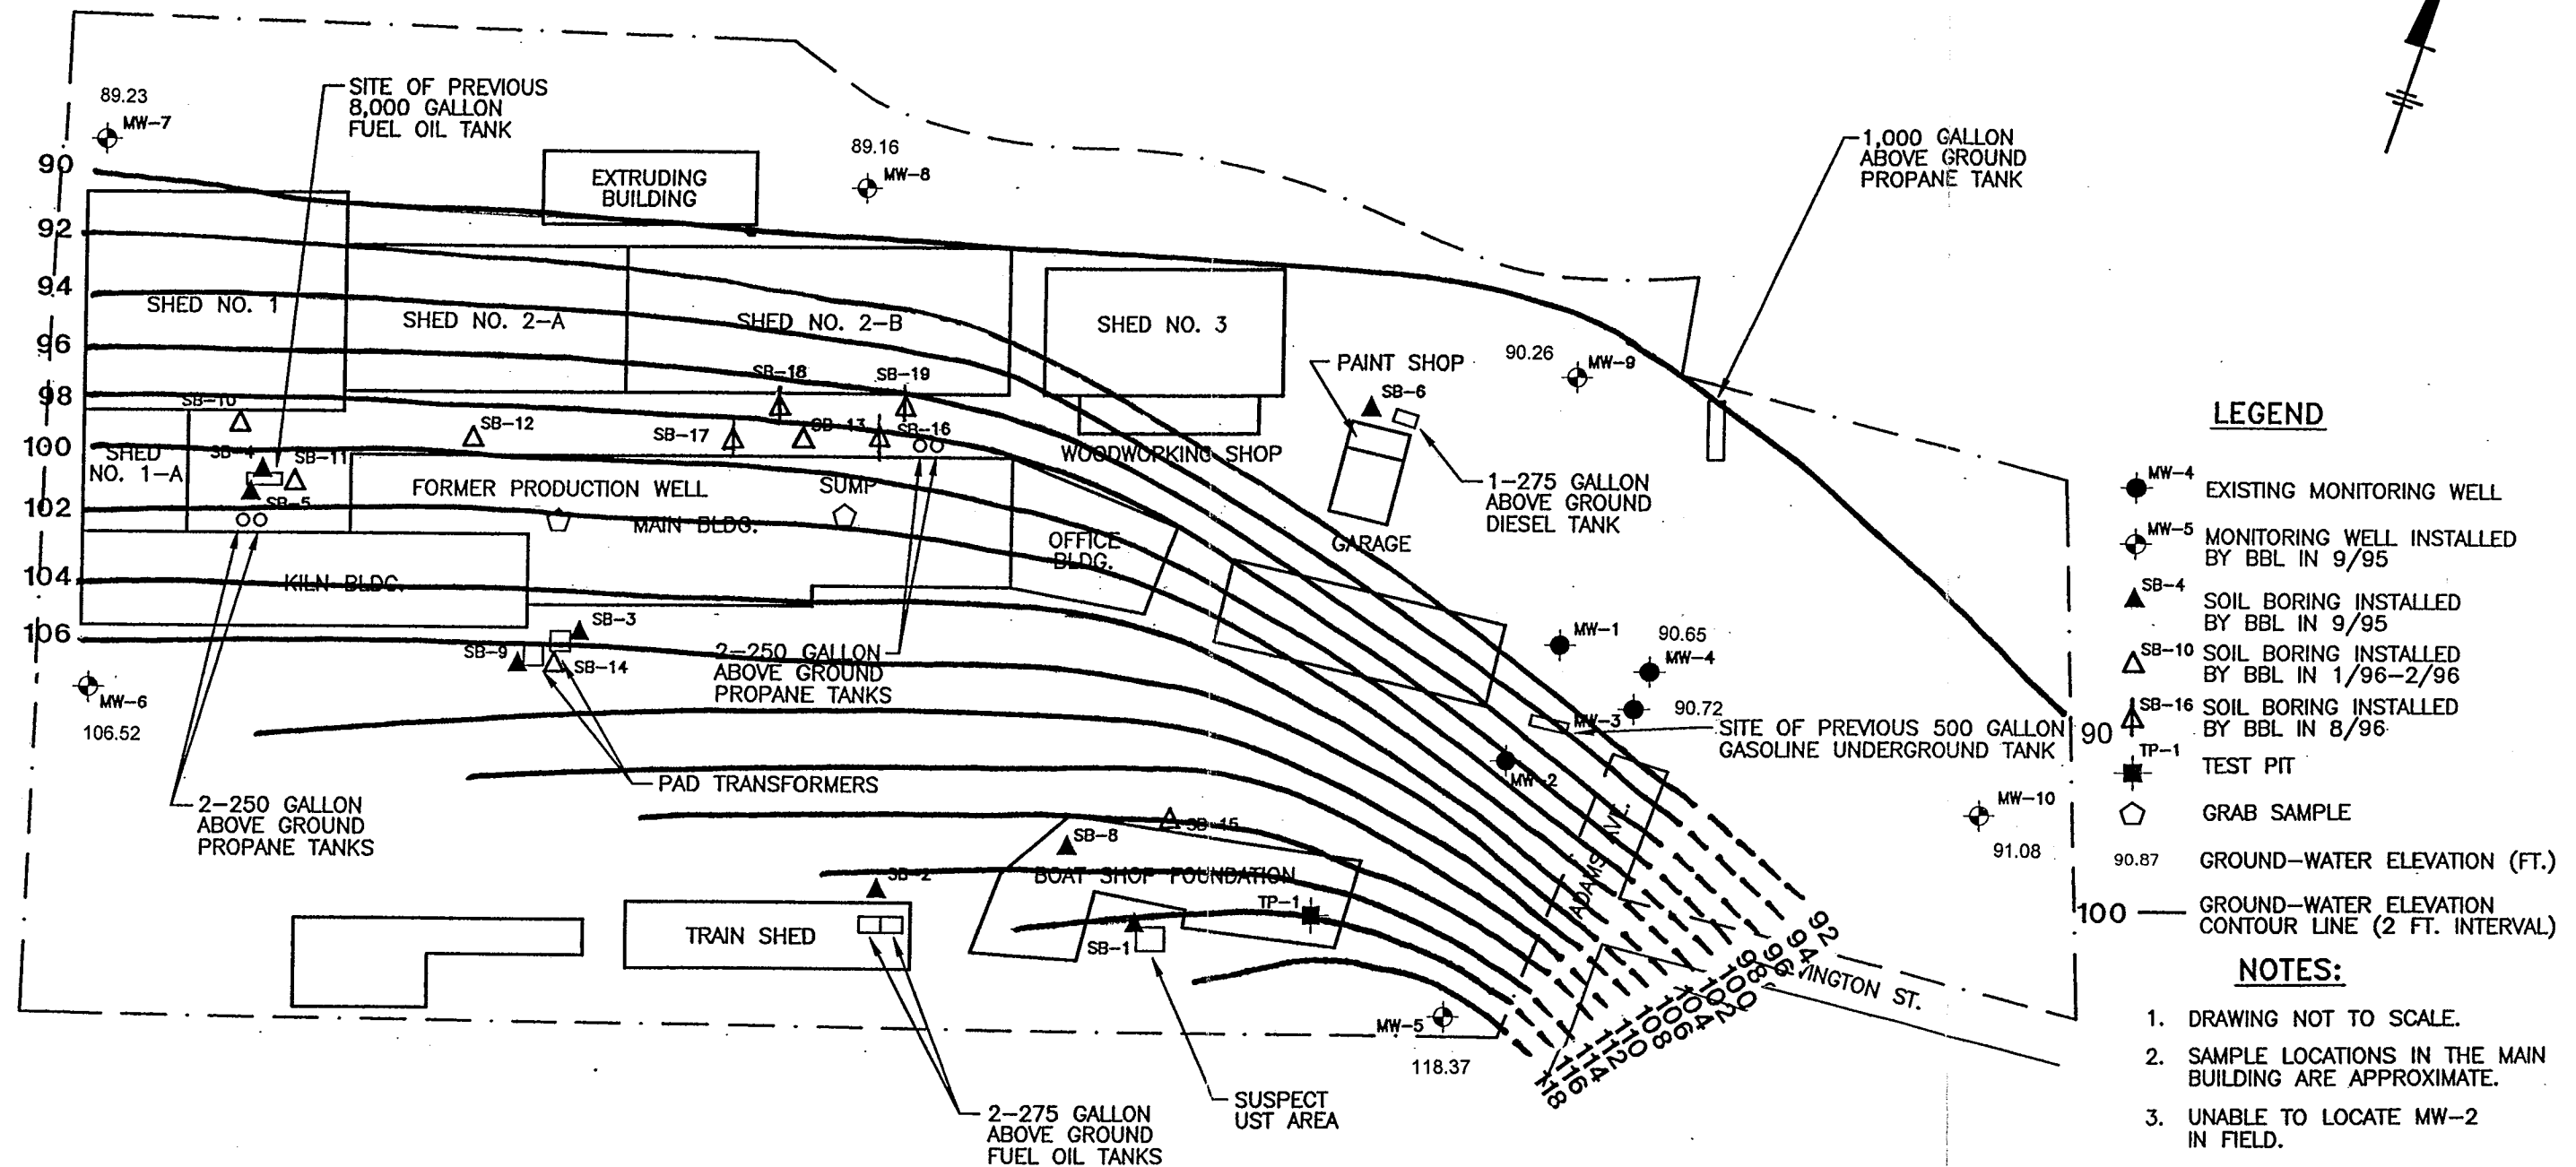 SITE OF PREVIOUS
8,000 GALLON
FUEL OIL TANK
89.23
MW-7
90
92
94
96
98
100
102
104
106
EXTRUDING
BUILDING
89.16
MW-8
1,000 GALLON
ABOVE GROUND
PROPANE TANK
SHED NO. 1
SHED NO. 2-A
SHED NO. 2-B
SHED NO. 3
PAINT SHOP
SB-6
90.26
MW-9
SB-18
SB-19
SB-10
SB-12
SB-17
SB-13
SB-16
WOODWORKING SHOP
SHED
NO. 1-A
SB-4
SB-11
SB-5
FORMER PRODUCTION WELL
SUMP
MAIN BLDG.
OFFICE
BLDG.
1-275 GALLON
ABOVE GROUND
DIESEL TANK
GARAGE
KILN BLDG.
SB-3
SB-9
SB-14
2-250 GALLON
ABOVE GROUND
PROPANE TANKS
MW-6
106.52
MW-1
90.65
MW-4
90.72
MW-3
SITE OF PREVIOUS 500 GALLON
GASOLINE UNDERGROUND TANK
90
MW-2
PAD TRANSFORMERS
2-250 GALLON
ABOVE GROUND
PROPANE TANKS
SB-8
SB-15
ADAMS AVE.
MW-10
91.08
SB-2
BOAT SHOP FOUNDATION
TP-1
TRAIN SHED
SB-1
MW-5
118.37
92
94
96
98
100
102
104
106
108
110
112
114
116
118
VINGTON ST.
SUSPECT
UST AREA
2-275 GALLON
ABOVE GROUND
FUEL OIL TANKS
LEGEND
MW-4
EXISTING MONITORING WELL
MW-5
MONITORING WELL INSTALLED
BY BBL IN 9/95
SB-4
SOIL BORING INSTALLED
BY BBL IN 9/95
SB-10
SOIL BORING INSTALLED
BY BBL IN 1/96-2/96
SB-16
SOIL BORING INSTALLED
BY BBL IN 8/96
TP-1
TEST PIT
GRAB SAMPLE
90.87 GROUND-WATER ELEVATION (FT.)
100 GROUND-WATER ELEVATION
CONTOUR LINE (2 FT. INTERVAL)
NOTES:
1. DRAWING NOT TO SCALE.
2. SAMPLE LOCATIONS IN THE MAIN
BUILDING ARE APPROXIMATE.
3. UNABLE TO LOCATE MW-2
IN FIELD.